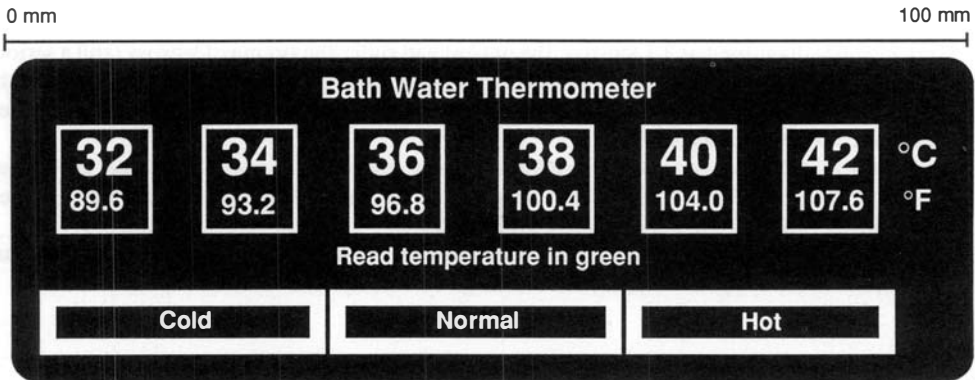 0 mm 100 mm
Bath Water Thermometer
32 34 36 38 40 42 °C
89.6 93.2 96.8 100.4 104.0 107.6 °F
Read temperature in green
Cold Normal Hot